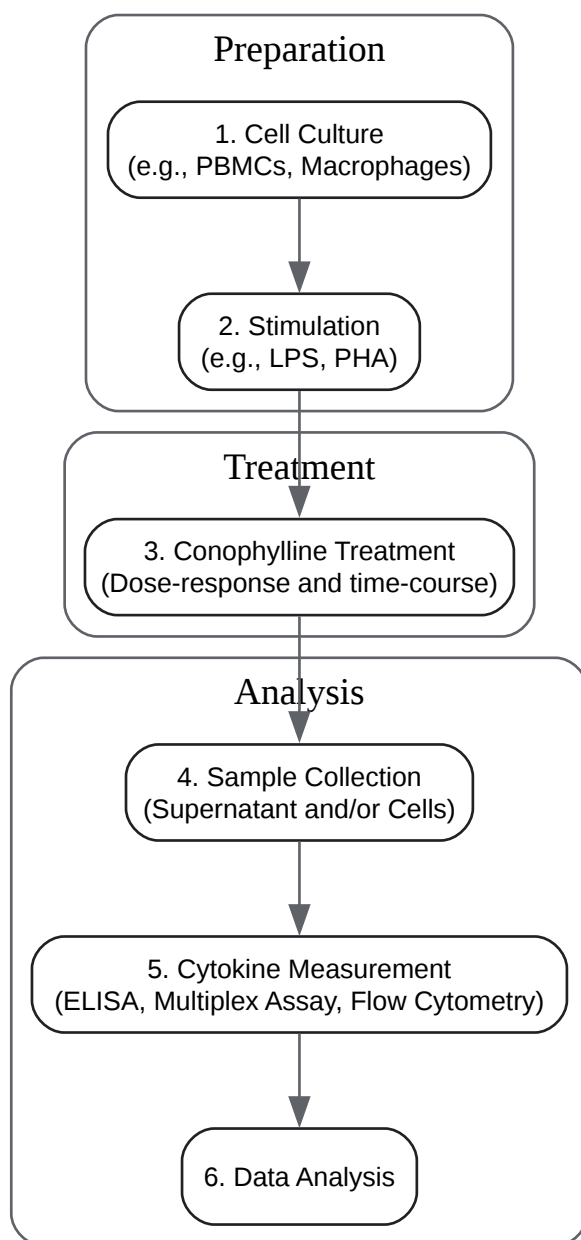 Preparation
1. Cell Culture
(e.g., PBMCs, Macrophages)
2. Stimulation
(e.g., LPS, PHA)
Treatment
3. Conophylline Treatment
(Dose-response and time-course)
Analysis
4. Sample Collection
(Supernatant and/or Cells)
5. Cytokine Measurement
(ELISA, Multiplex Assay, Flow Cytometry)
6. Data Analysis